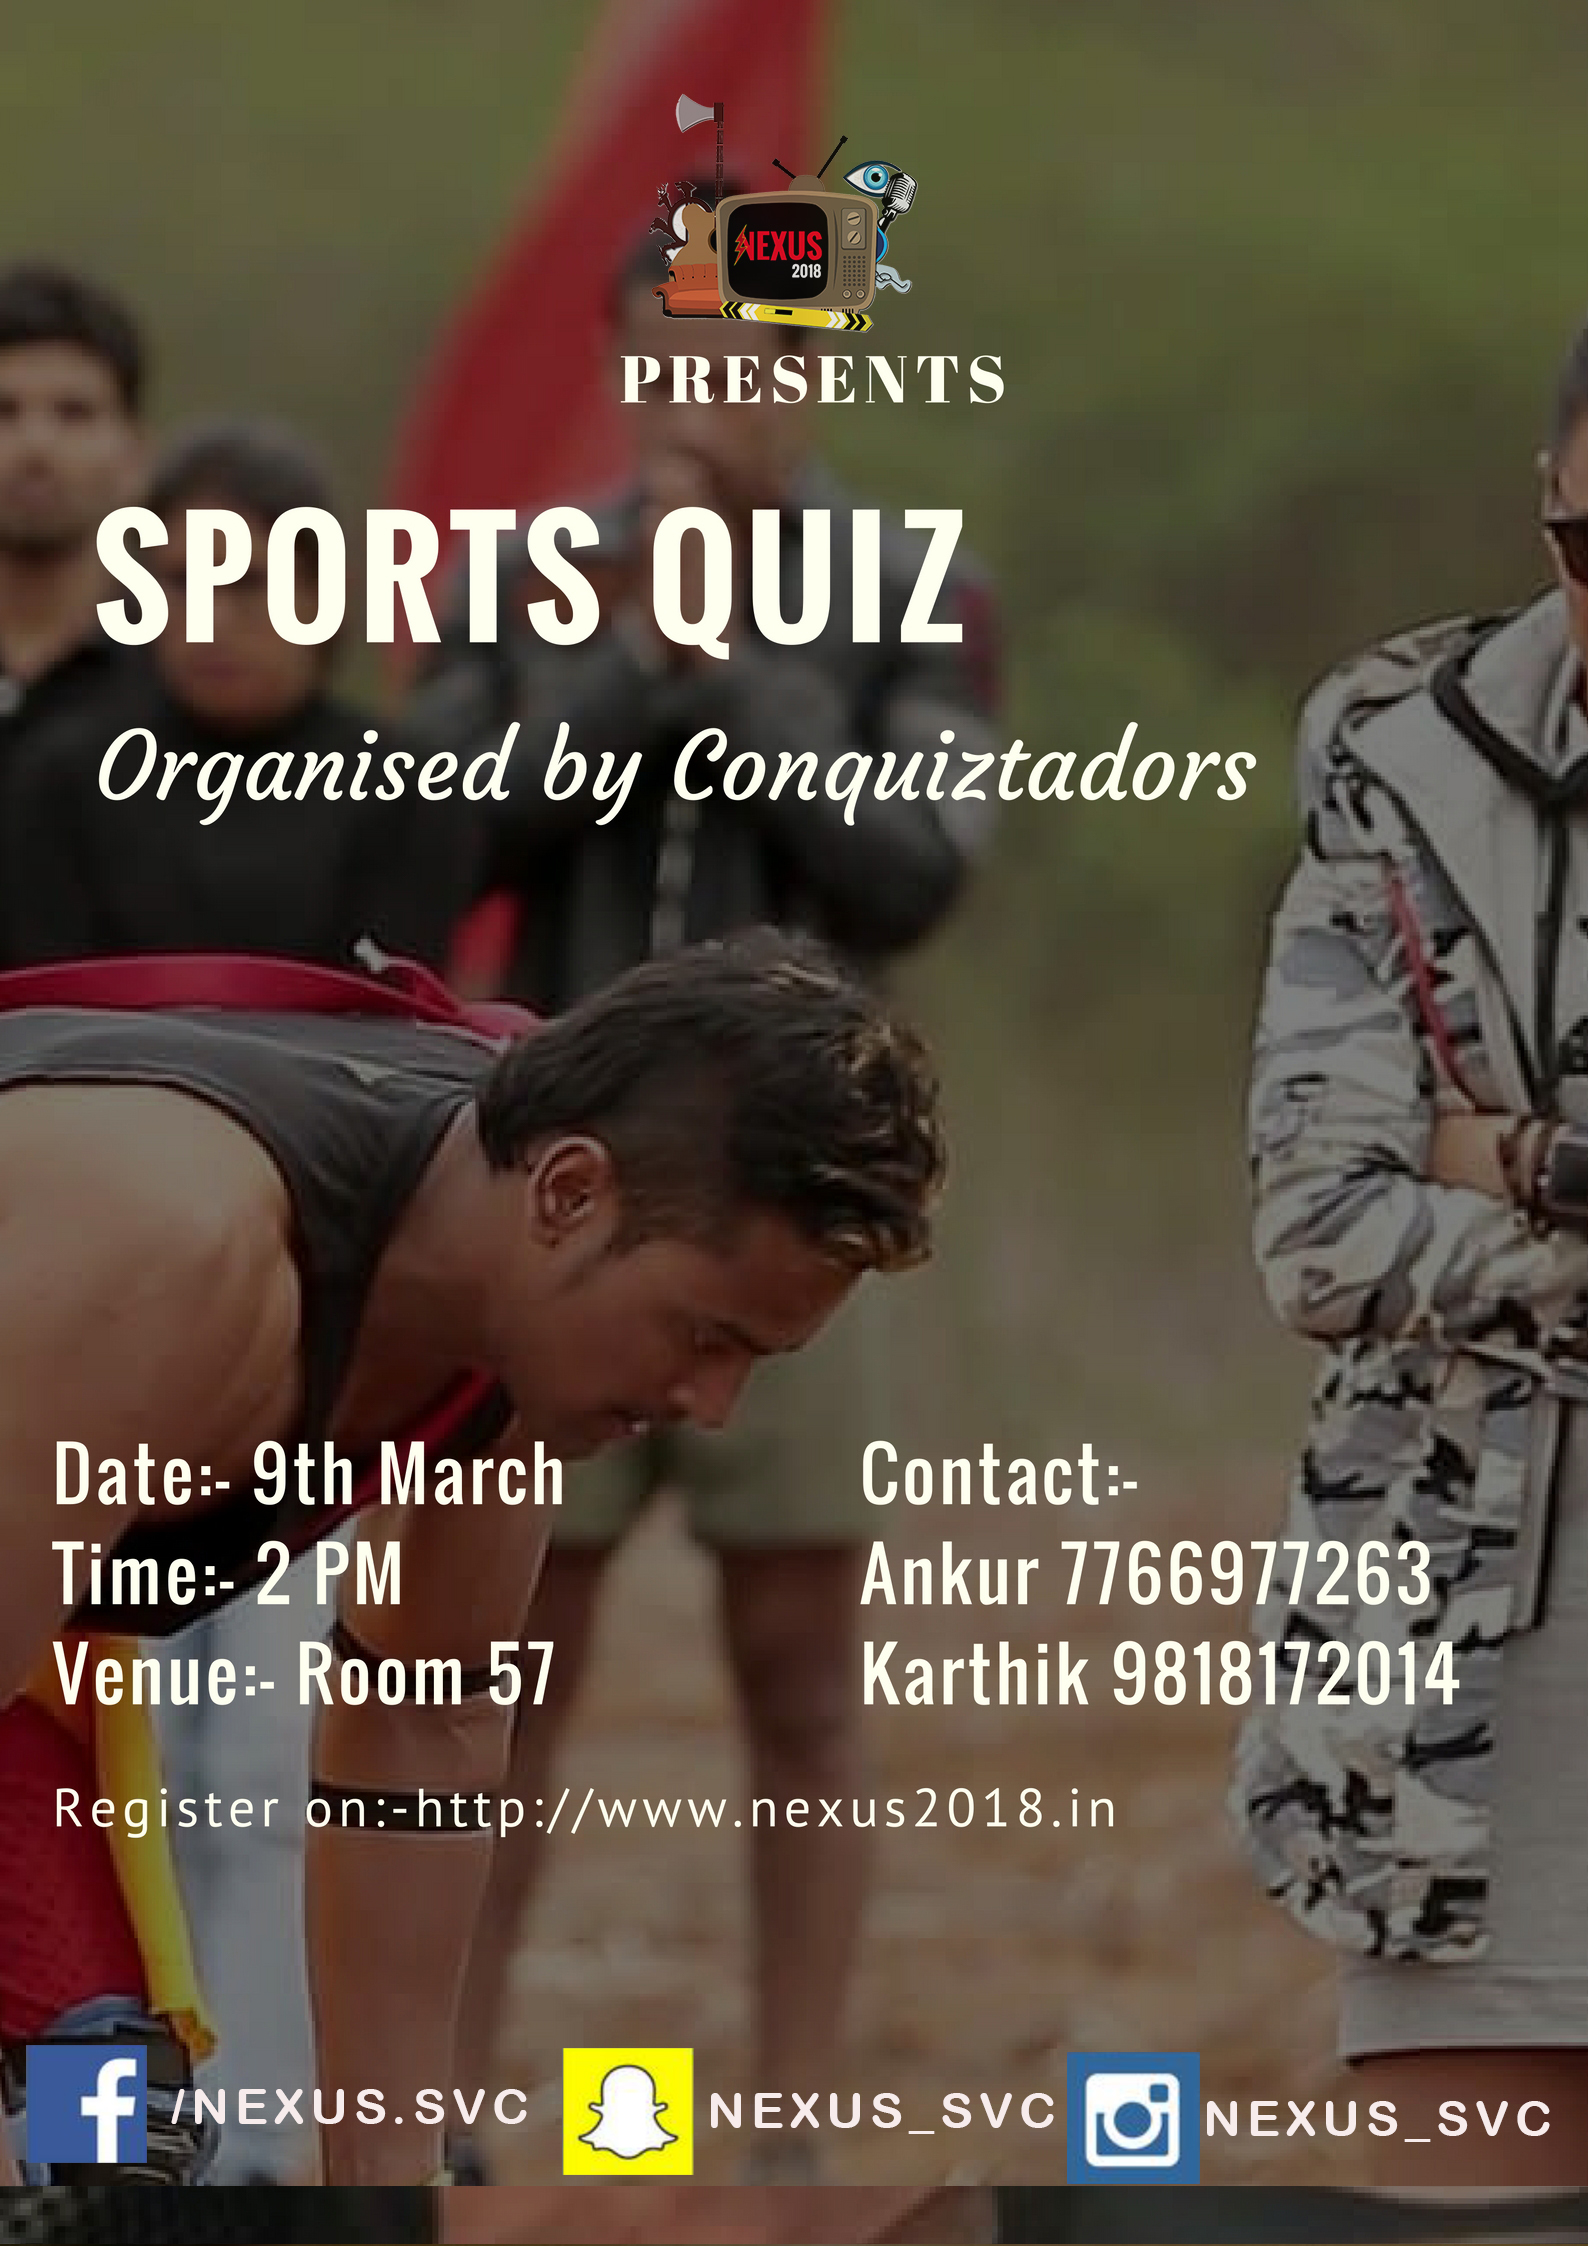 NEXUS
2018
PRESENTS
SPORTS QUIZ
Organised by Conquiztadors
Date:- 9th March
Time:- 2 PM
Venue:- Room 57
Contact:-
Ankur 7766977263
Karthik 9818172014
Register on:-http://www.nexus2018.in
/NEXUS.SVC
NEXUS_SVC
NEXUS_SVC